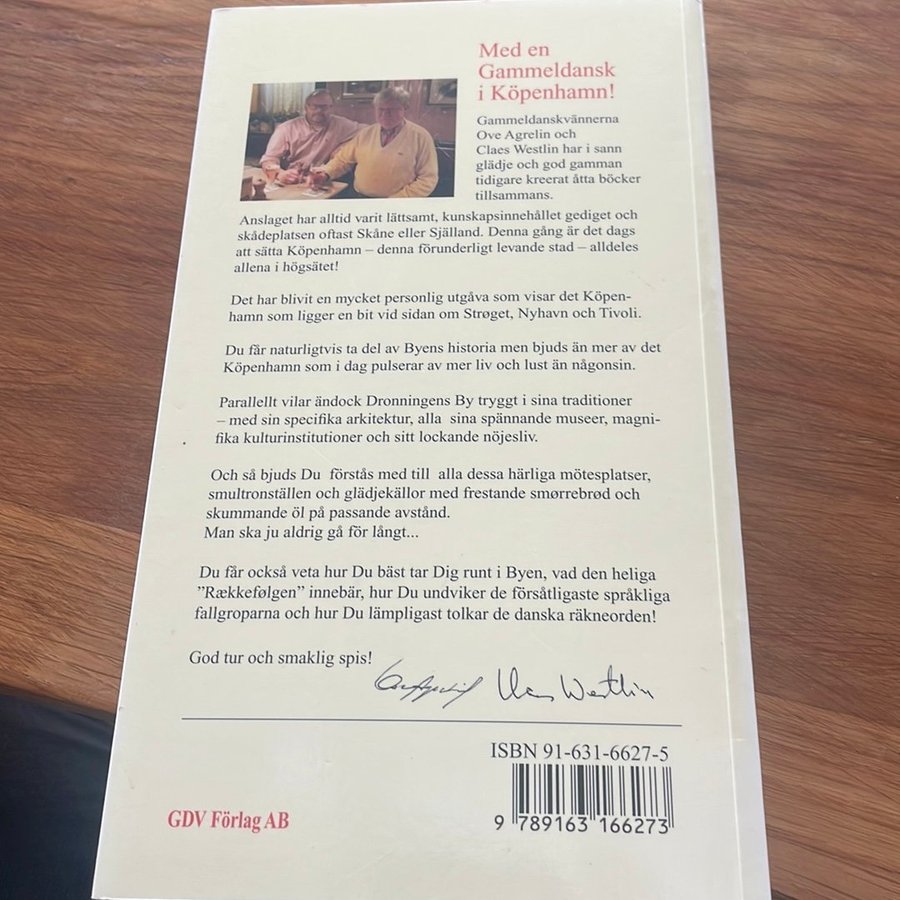 Med en
Gammeldansk
i Köpenhamn!
Gammeldanskvännerna
Ove Agrelin och
Claes Westlin har i sann
glädje och god gamman
tidigare kreerat åtta böcker
tillsammans.
Anslaget har alltid varit lättsamt, kunskapsinnehållet gediget och
skådeplatsen oftast Skåne eller Själland. Denna gång är det dags
att sätta Köpenhamn – denna förunderligt levande stad – alldeles
allena i högsätet!
Det har blivit en mycket personlig utgåva som visar det Köpen-
hamn som ligger en bit vid sidan om Strøget, Nyhavn och Tivoli.
Du får naturligtvis ta del av Byens historia men bjuds än mer av det
Köpenhamn som i dag pulserar av mer liv och lust än någonsin.
Parallellt vilar ändock Dronningens By tryggt i sina traditioner
– med sin specifika arkitektur, alla sina spännande museer, magni-
fika kulturinstitutioner och sitt lockande nöjesliv.
Och så bjuds Du förstås med till alla dessa härliga mötesplatser,
smultronställen och glädjekällor med frestande smørrebrød och
skummande öl på passande avstånd.
Man ska ju aldrig gå för långt...
Du får också veta hur Du bäst tar Dig runt i Byen, vad den heliga
”Rækkefølgen” innebär, hur Du undviker de försåtligaste språkliga
fallgroparna och hur Du lämpligast tolkar de danska räkneorden!
God tur och smaklig spis!
Claes Westlin
ISBN 91-631-6627-5
9 789163 166273
GDV Förlag AB